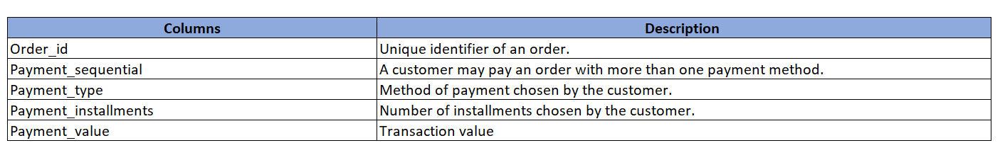 Columns Description
Order_id Unique identifier of an order.
Payment_sequential A customer may pay an order with more than one payment method.
Payment_type Method of payment chosen by the customer.
Payment_installments Number of installments chosen by the customer.
Payment_value Transaction value